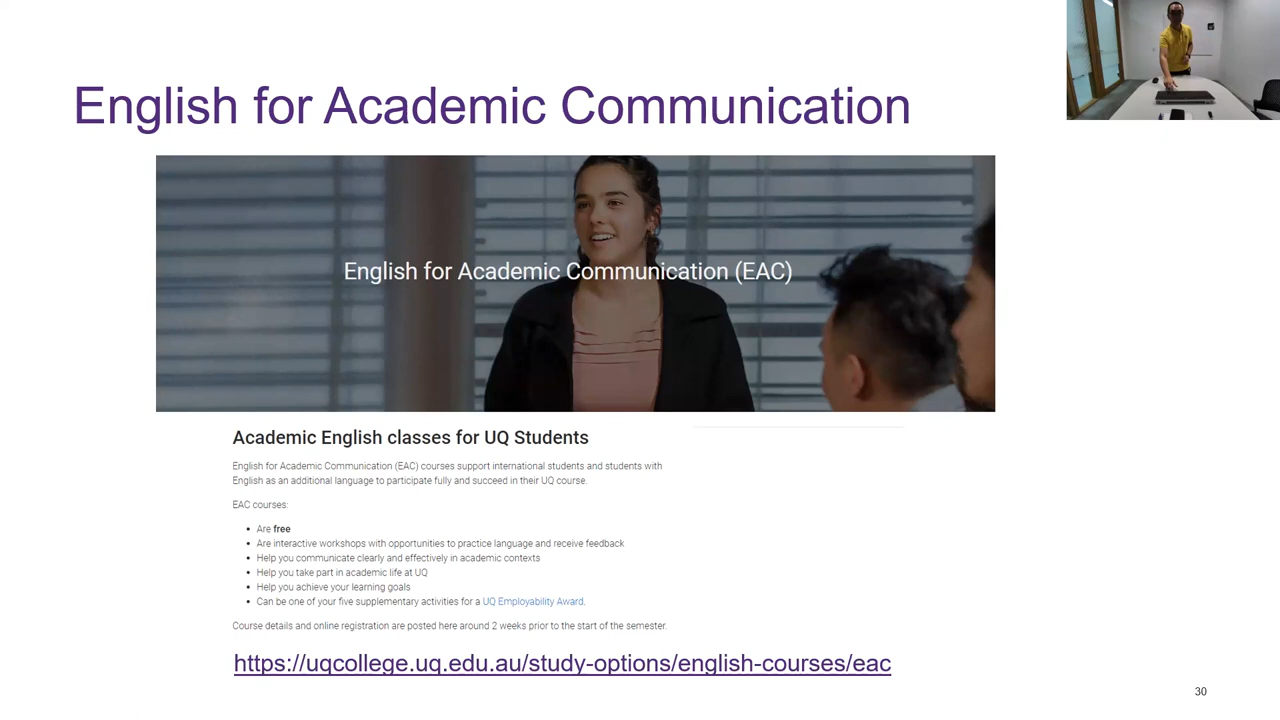 English for Academic Communication
English for Academic Communication (EAC)
Academic English classes for UQ Students
English for Academic Communication (EAC) courses support international students and students with
English as an additional language to participate fully and succeed in their UQ course.
EAC courses:
• Are free
• Are interactive workshops with opportunities to practice language and receive feedback
• Help you communicate clearly and effectively in academic contexts
• Help you take part in academic life at UQ
• Help you achieve your learning goals
• Can be one of your five supplementary activities for a UQ Employability Award.
Course details and online registration are posted here around 2 weeks prior to the start of the semester.
https://uqcollege.uq.edu.au/study-options/english-courses/eac
30